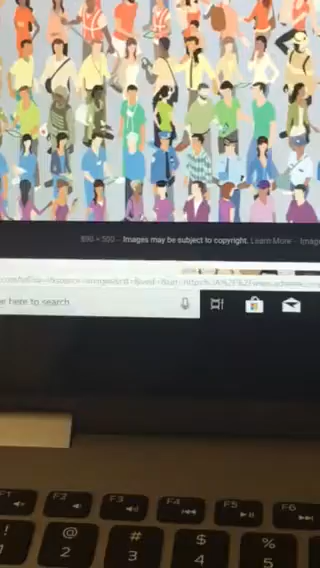 890 × 500 - Images may be subject to copyright. Learn More
here to search
F1 F2 F3 F4 F5 F6
! @ # $ %
1 2 3 4 5